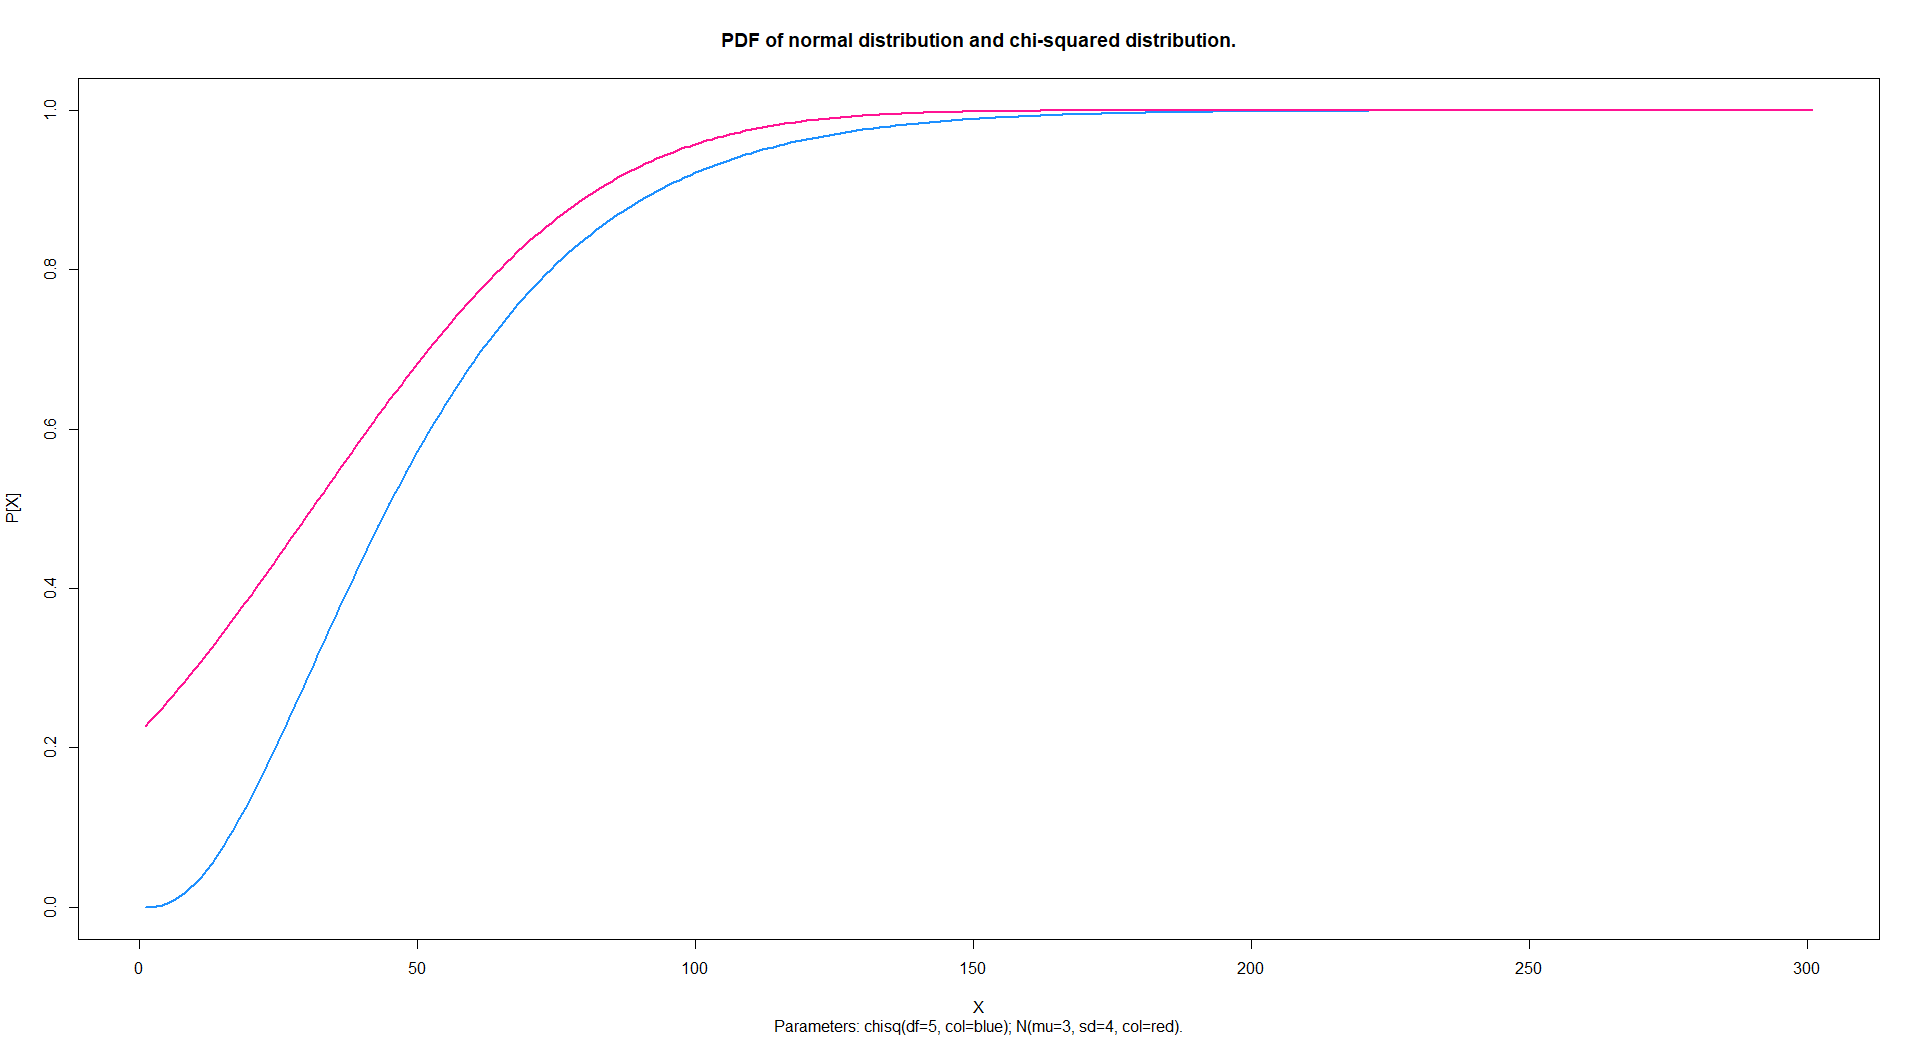 PDF of normal distribution and chi-squared distribution.
1.0
0.8
0.6
0.4
0.2
0.0
P[X]
0 50 100 150 200 250 300
X
Parameters: chisq(df=5, col=blue); N(mu=3, sd=4, col=red).